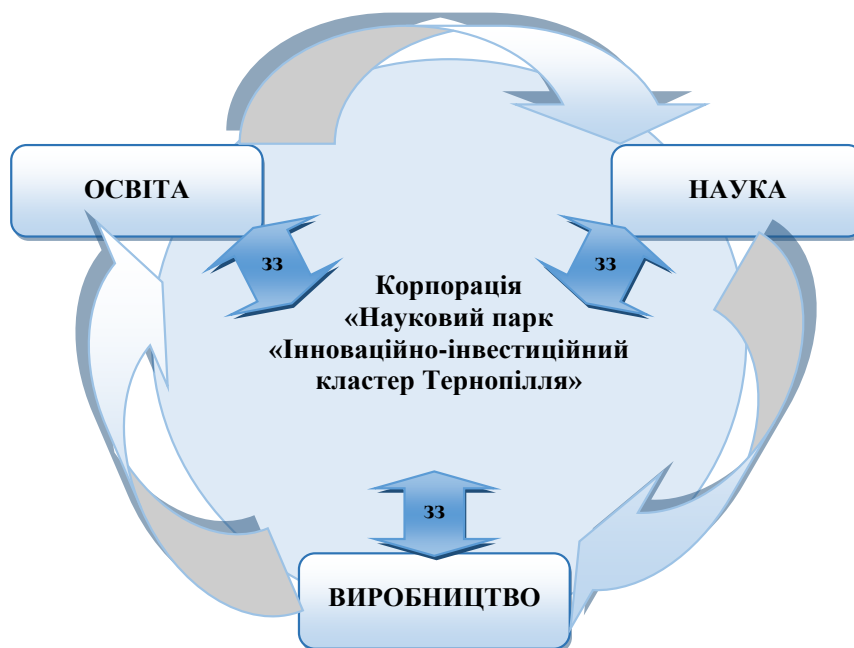 ОСВІТА
НАУКА
зз
зз
Корпорація
«Науковий парк
«Інноваційно-інвестиційний
кластер Тернопілля»
зз
ВИРОБНИЦТВО